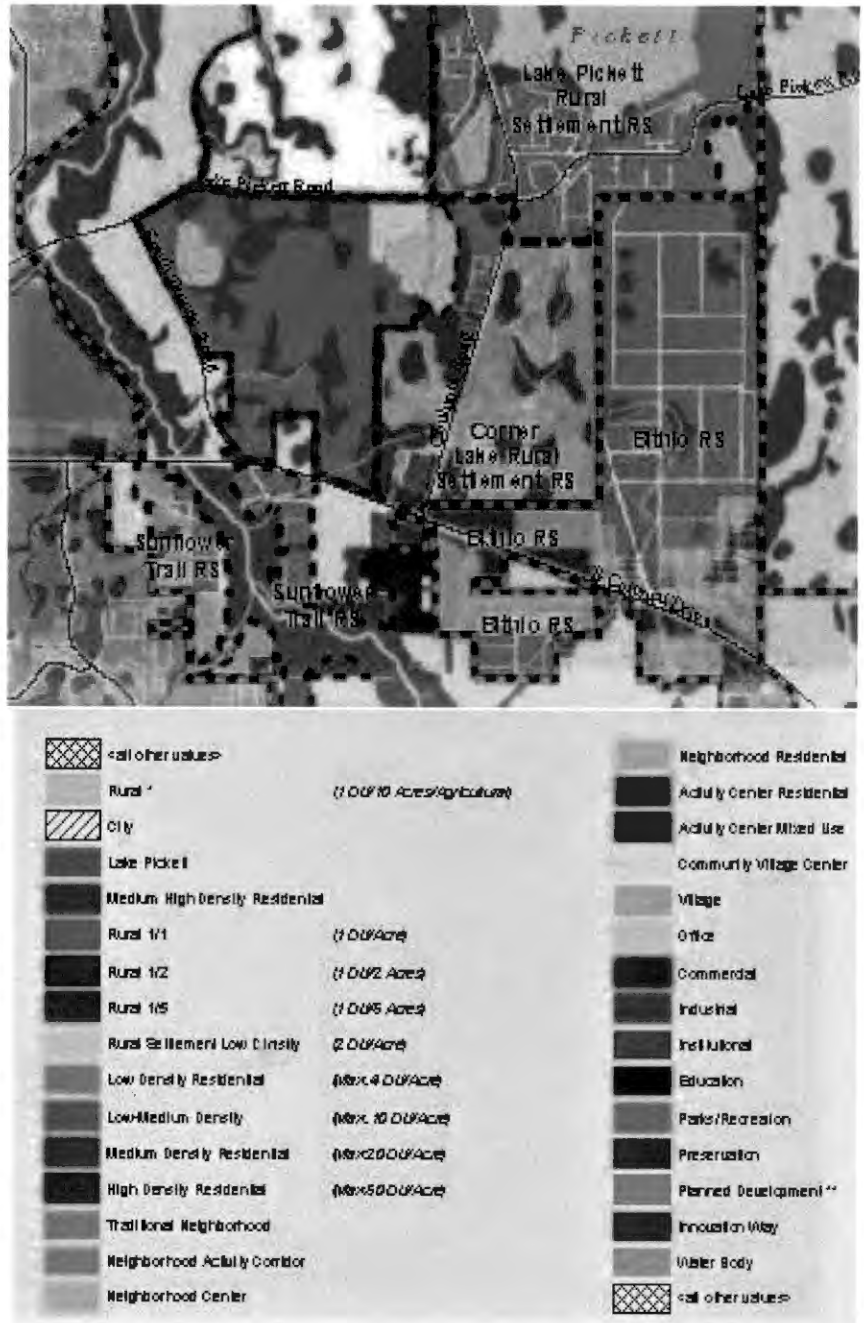 Pickett
Lake Pickett
Rural
Settlement RS
Lake Pickett Rd
Lake Pickett Road
Corner
Lake Rural
Settlement RS
Bithlo RS
Bithlo RS
Sunflower
Trail RS
Sunflower
Trail RS
Bithlo RS
<all other values>
Rural * (1 DU/10 Acres/Agricultural)
City
Lake Pickett
Medium High Density Residential
Rural 1/1 (1 DU/Acre)
Rural 1/2 (1 DU/2 Acres)
Rural 1/5 (1 DU/5 Acres)
Rural Settlement Low Density (2 DU/Acre)
Low Density Residential (Max. 4 DU/Acre)
Low-Medium Density (Max. 10 DU/Acre)
Medium Density Residential (Max 20 DU/Acre)
High Density Residential (Max 50 DU/Acre)
Traditional Neighborhood
Neighborhood Activity Corridor
Neighborhood Center
Neighborhood Residential
Activity Center Residential
Activity Center Mixed Use
Community Village Center
Village
Office
Commercial
Industrial
Institutional
Education
Parks/Recreation
Preservation
Planned Development **
Innovation Way
Water Body
<all other values>